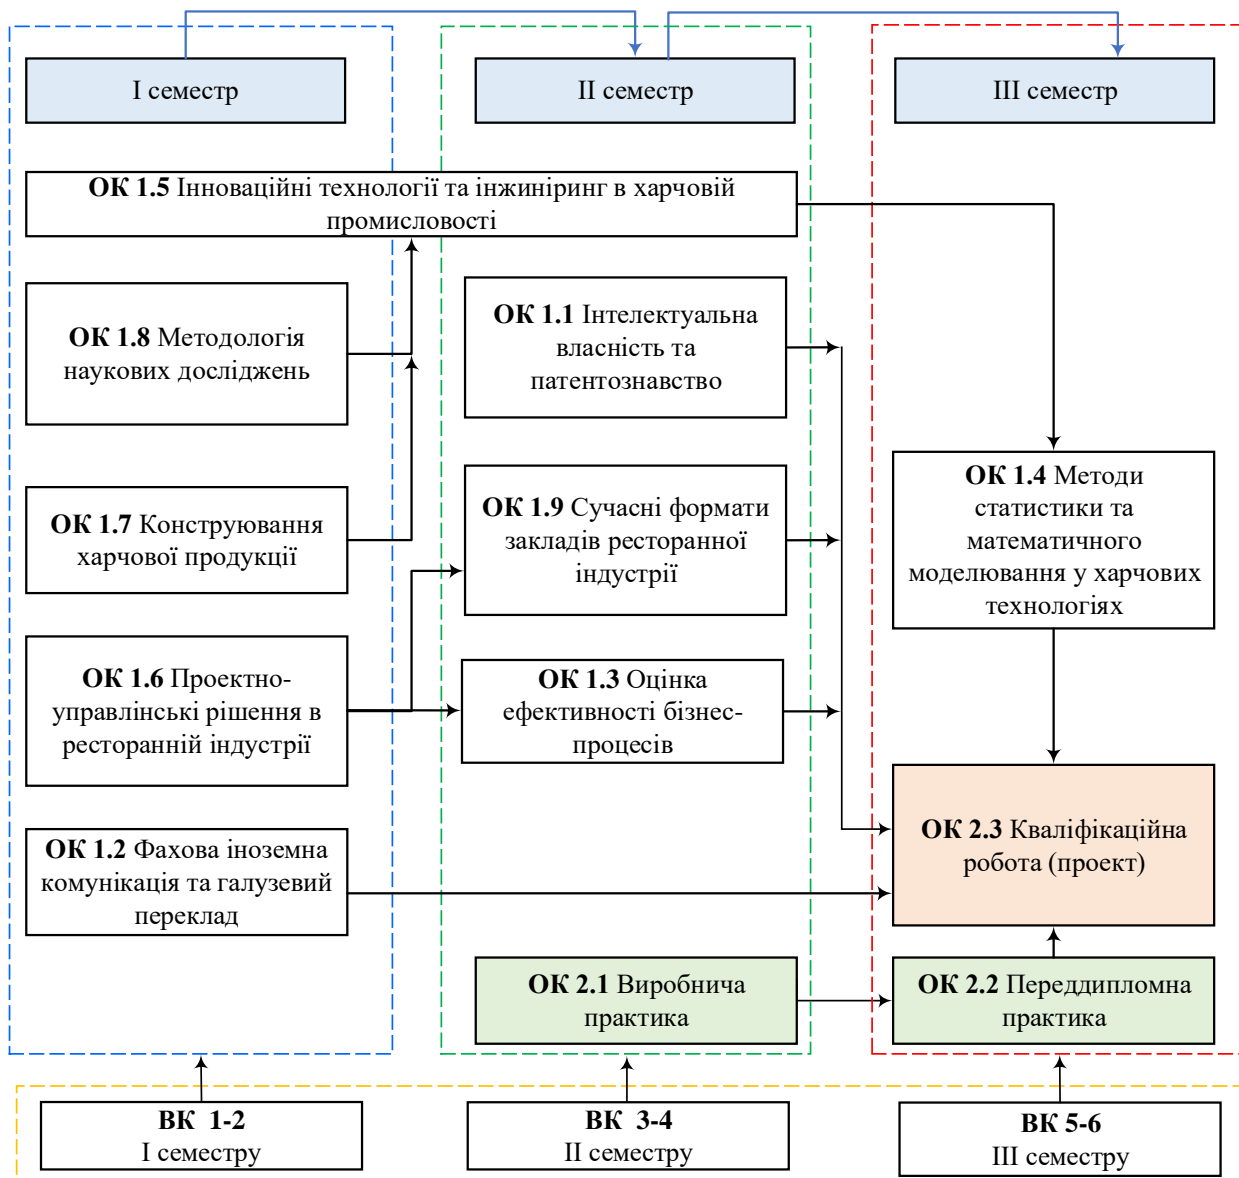 I семестр
II семестр
III семестр
ОК 1.5 Інноваційні технології та інжиніринг в харчовій
промисловості
ОК 1.8 Методологія
наукових досліджень
ОК 1.1 Інтелектуальна
власність та
патентознавство
ОК 1.7 Конструювання
харчової продукції
ОК 1.9 Сучасні формати
закладів ресторанної
індустрії
ОК 1.4 Методи
статистики та
математичного
моделювання у харчових
технологіях
ОК 1.6 Проектно-
управлінські рішення в
ресторанній індустрії
ОК 1.3 Оцінка
ефективності бізнес-
процесів
ОК 1.2 Фахова іноземна
комунікація та галузевий
переклад
ОК 2.3 Кваліфікаційна
робота (проект)
ОК 2.1 Виробнича
практика
ОК 2.2 Переддипломна
практика
ВК 1-2
I семестру
ВК 3-4
II семестру
ВК 5-6
III семестру